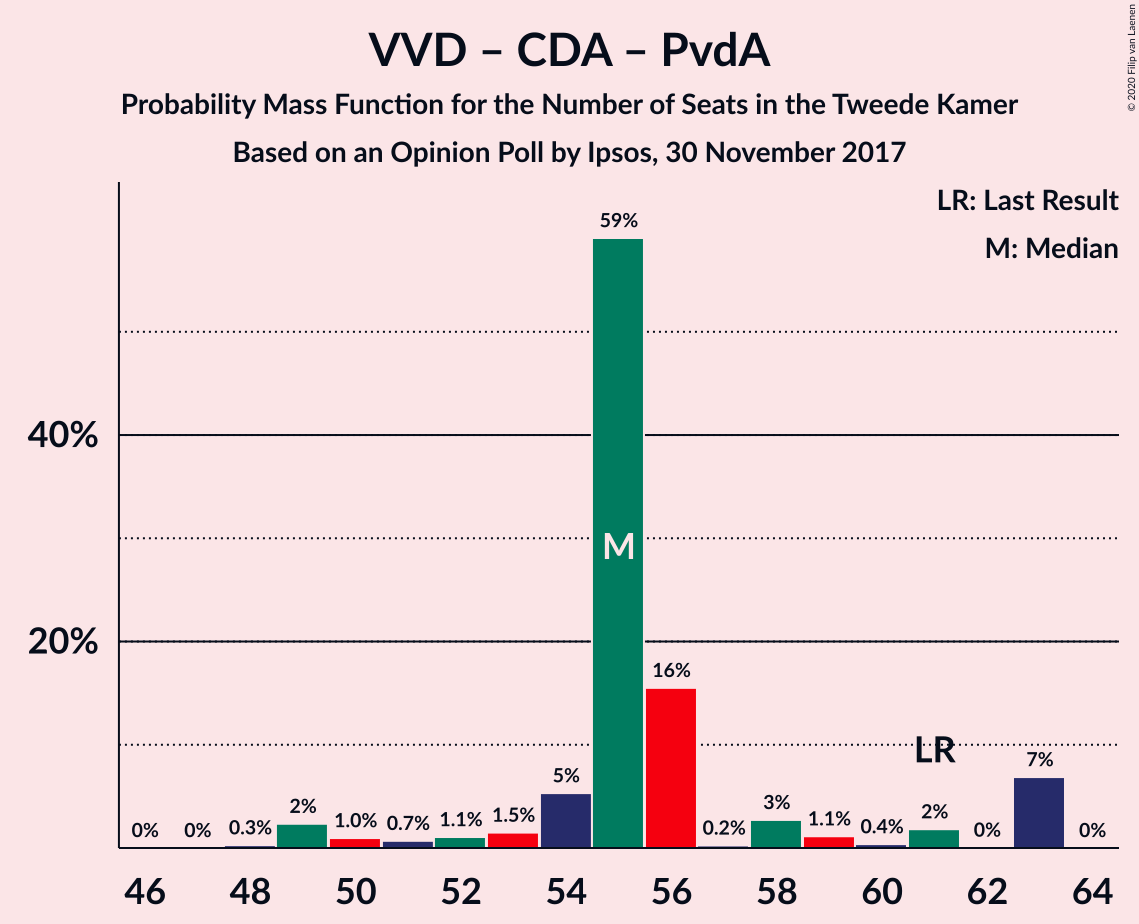 VVD – CDA – PvdA
Probability Mass Function for the Number of Seats in the Tweede Kamer
Based on an Opinion Poll by Ipsos, 30 November 2017
© 2020 Filip van Laenen
LR: Last Result
M: Median
40%
20%
0%
0%
0.3%
2%
1.0%
0.7%
1.1%
1.5%
5%
59%
M
16%
0.2%
3%
1.1%
0.4%
LR
2%
0%
7%
0%
46 48 50 52 54 56 58 60 62 64